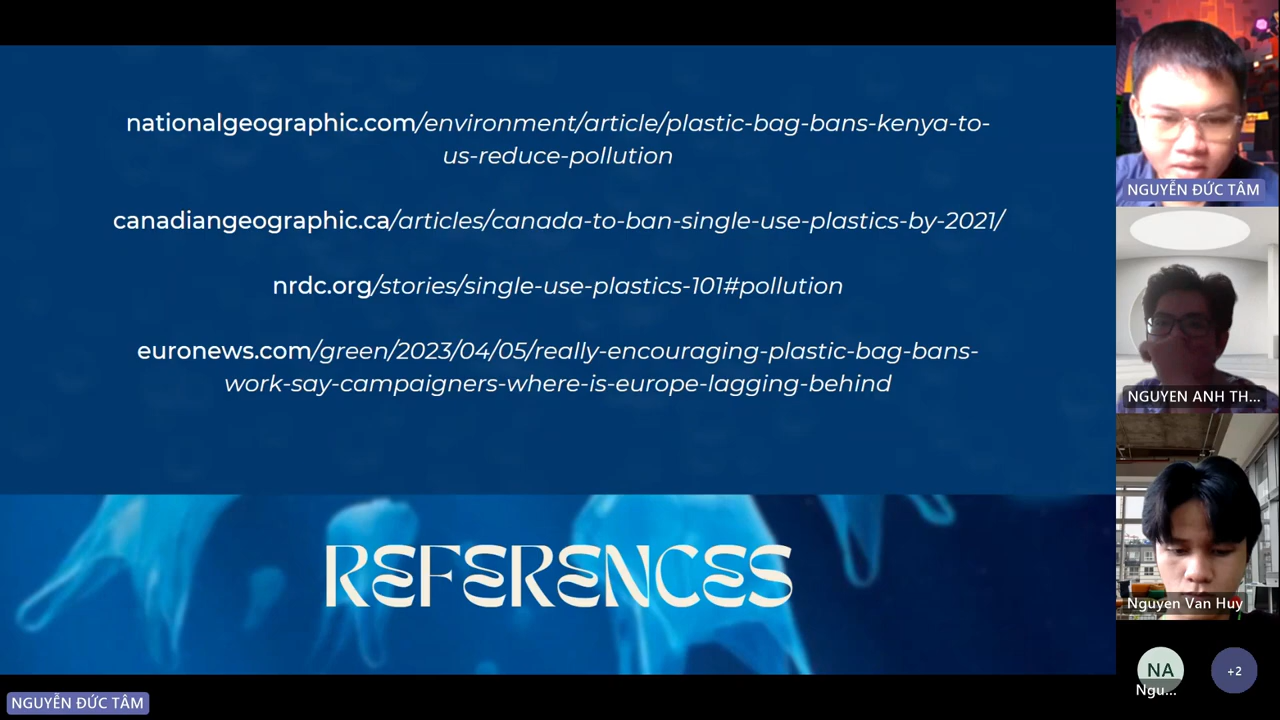 nationalgeographic.com/environment/article/plastic-bag-bans-kenya-to-
us-reduce-pollution
canadiangeographic.ca/articles/canada-to-ban-single-use-plastics-by-2021/
nrdc.org/stories/single-use-plastics-101#pollution
euronews.com/green/2023/04/05/really-encouraging-plastic-bag-bans-
work-say-campaigners-where-is-europe-lagging-behind
REFERENCES
NGUYỄN ĐỨC TÂM
NGUYỄN ĐỨC TÂM
NGUYEN ANH TH...
Nguyen Van Huy
NA
Ngu...
+2